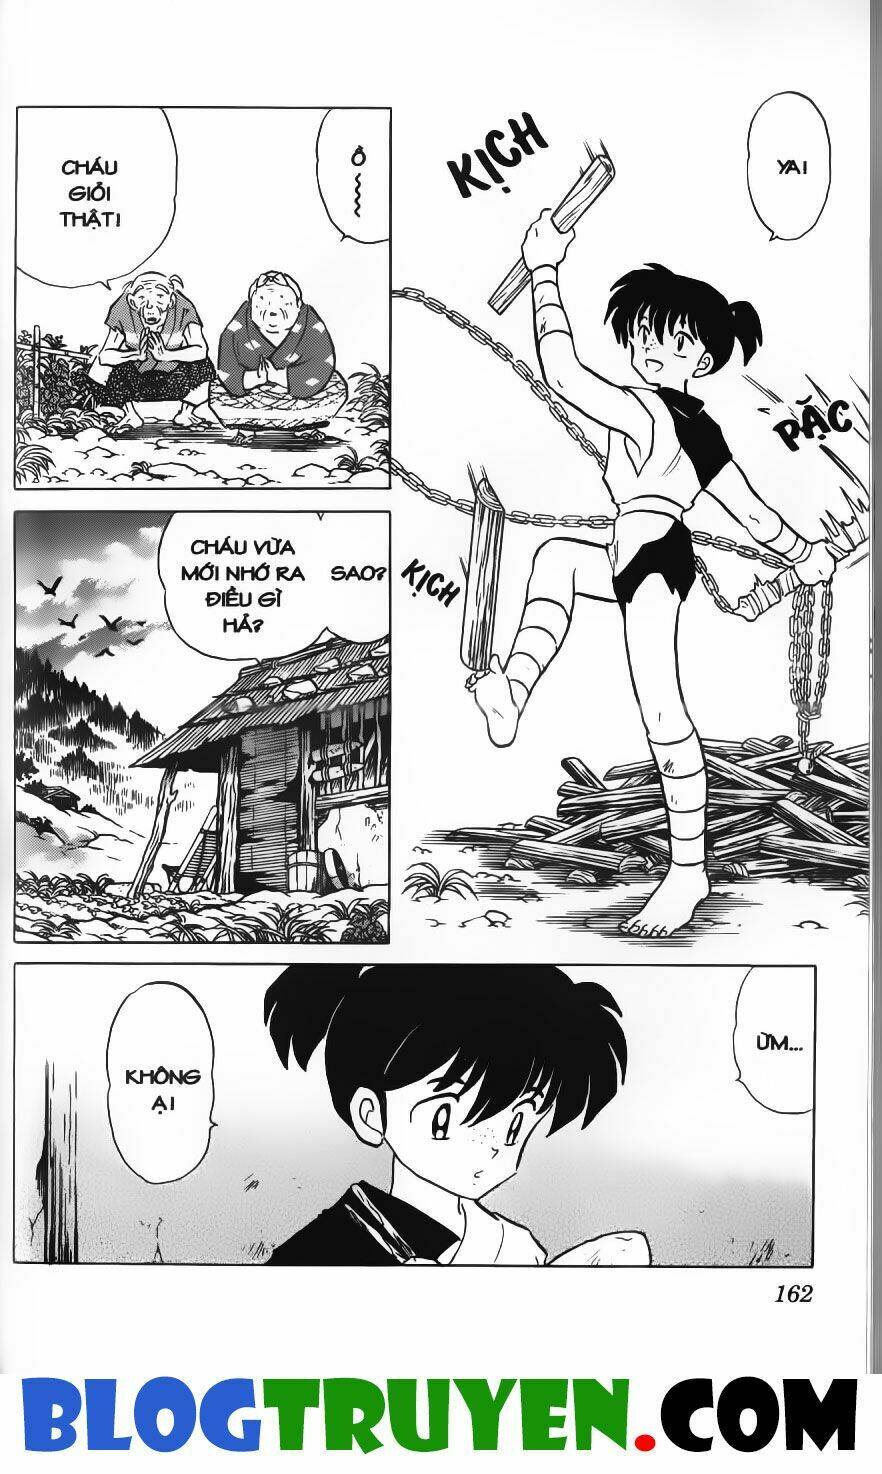 YA!
KỊCH
PẶC
KỊCH
Ồ~~~
CHÁU
GIỎI
THẬT!
SAO?
CHÁU VỪA
MỚI NHỚ RA
ĐIỀU GÌ
HẢ?
ỪM...
KHÔNG
Ạ!
162
BLOGTRUYEN.COM